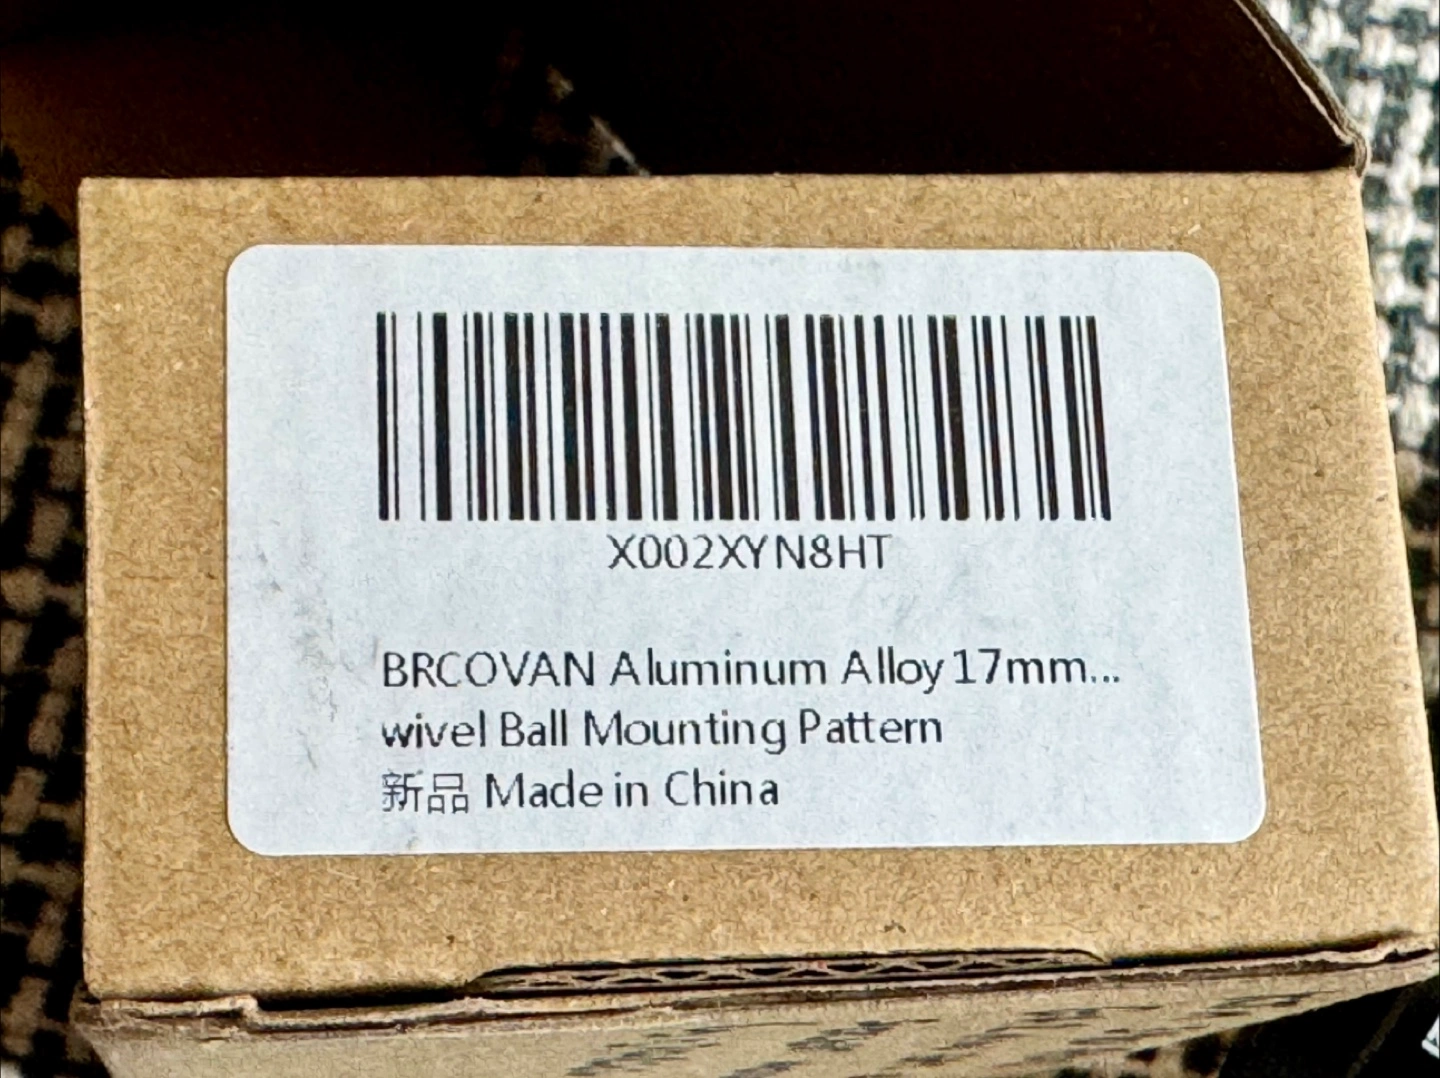 X002XYN8HT
BRCOVAN Aluminum Alloy 17mm...
wivel Ball Mounting Pattern
新品 Made in China